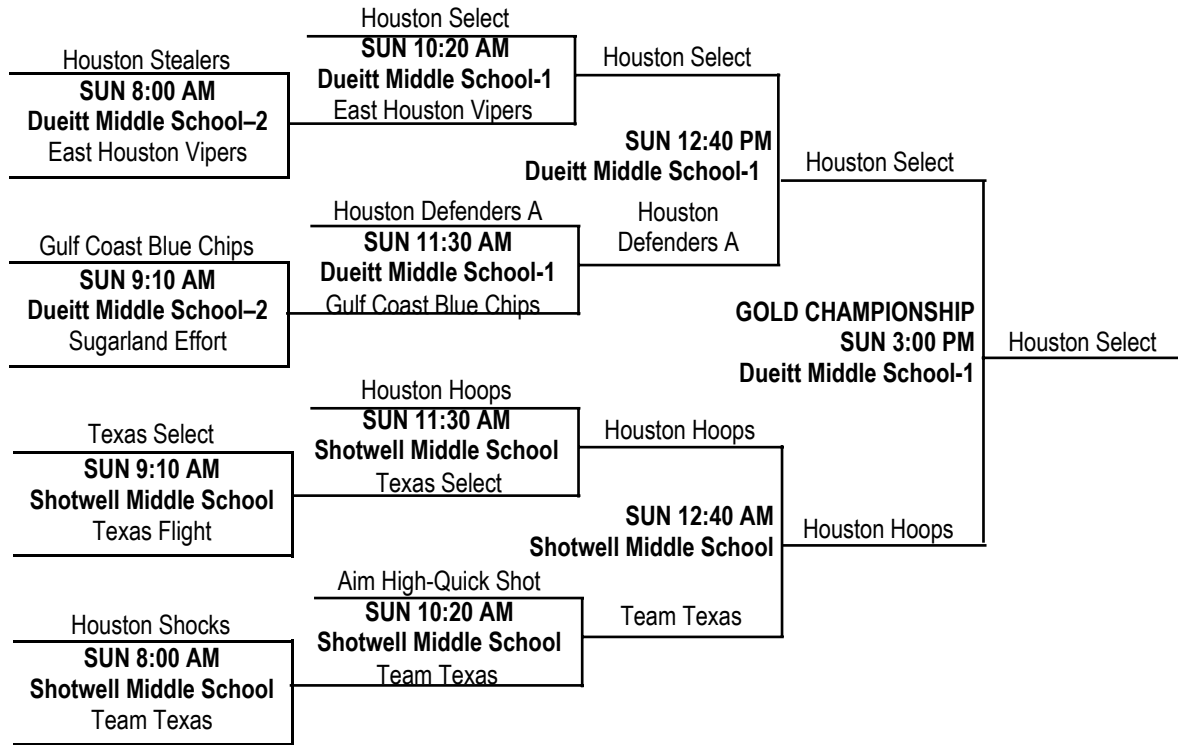 Houston Stealers
SUN 8:00 AM
Dueitt Middle School–2
East Houston Vipers
Gulf Coast Blue Chips
SUN 9:10 AM
Dueitt Middle School–2
Sugarland Effort
Texas Select
SUN 9:10 AM
Shotwell Middle School
Texas Flight
Houston Shocks
SUN 8:00 AM
Shotwell Middle School
Team Texas
Houston Select
SUN 10:20 AM
Dueitt Middle School-1
East Houston Vipers
Houston Defenders A
SUN 11:30 AM
Dueitt Middle School-1
Gulf Coast Blue Chips
Houston Hoops
SUN 11:30 AM
Shotwell Middle School
Texas Select
Aim High-Quick Shot
SUN 10:20 AM
Shotwell Middle School
Team Texas
Houston Select
SUN 12:40 PM
Dueitt Middle School-1
Houston
Defenders A
Houston Hoops
SUN 12:40 AM
Shotwell Middle School
Team Texas
Houston Select
GOLD CHAMPIONSHIP
SUN 3:00 PM
Dueitt Middle School-1
Houston Hoops
Houston Select